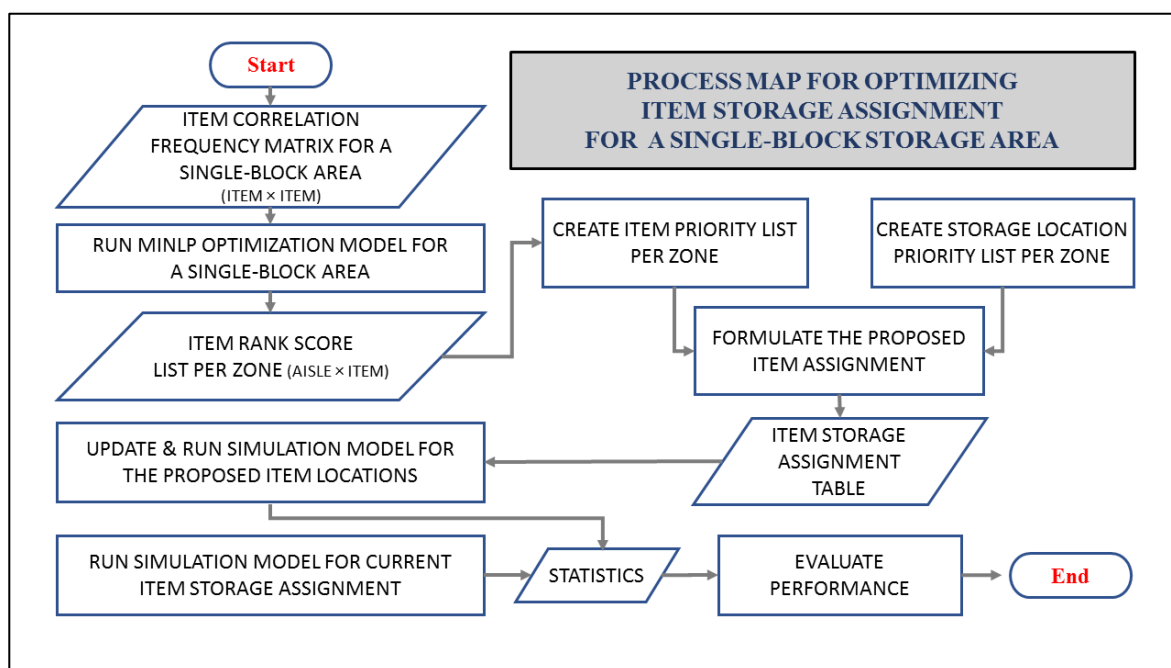 Start
PROCESS MAP FOR OPTIMIZING
ITEM STORAGE ASSIGNMENT
FOR A SINGLE-BLOCK STORAGE AREA
ITEM CORRELATION
FREQUENCY MATRIX FOR A
SINGLE-BLOCK AREA
(ITEM × ITEM)
RUN MINLP OPTIMIZATION MODEL FOR
A SINGLE-BLOCK AREA
ITEM RANK SCORE
LIST PER ZONE (AISLE × ITEM)
CREATE ITEM PRIORITY LIST
PER ZONE
CREATE STORAGE LOCATION
PRIORITY LIST PER ZONE
FORMULATE THE PROPOSED
ITEM ASSIGNMENT
ITEM STORAGE
ASSIGNMENT
TABLE
UPDATE & RUN SIMULATION MODEL FOR
THE PROPOSED ITEM LOCATIONS
RUN SIMULATION MODEL FOR CURRENT
ITEM STORAGE ASSIGNMENT
STATISTICS
EVALUATE
PERFORMANCE
End